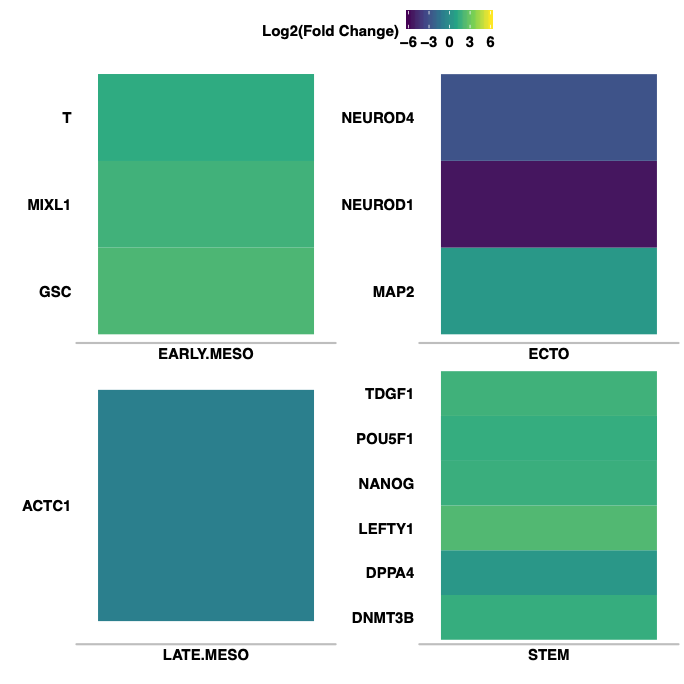 Log2(Fold Change)
−6 −3 0 3 6
T
MIXL1
GSC
EARLY.MESO
NEUROD4
NEUROD1
MAP2
ECTO
ACTC1
LATE.MESO
TDGF1
POU5F1
NANOG
LEFTY1
DPPA4
DNMT3B
STEM